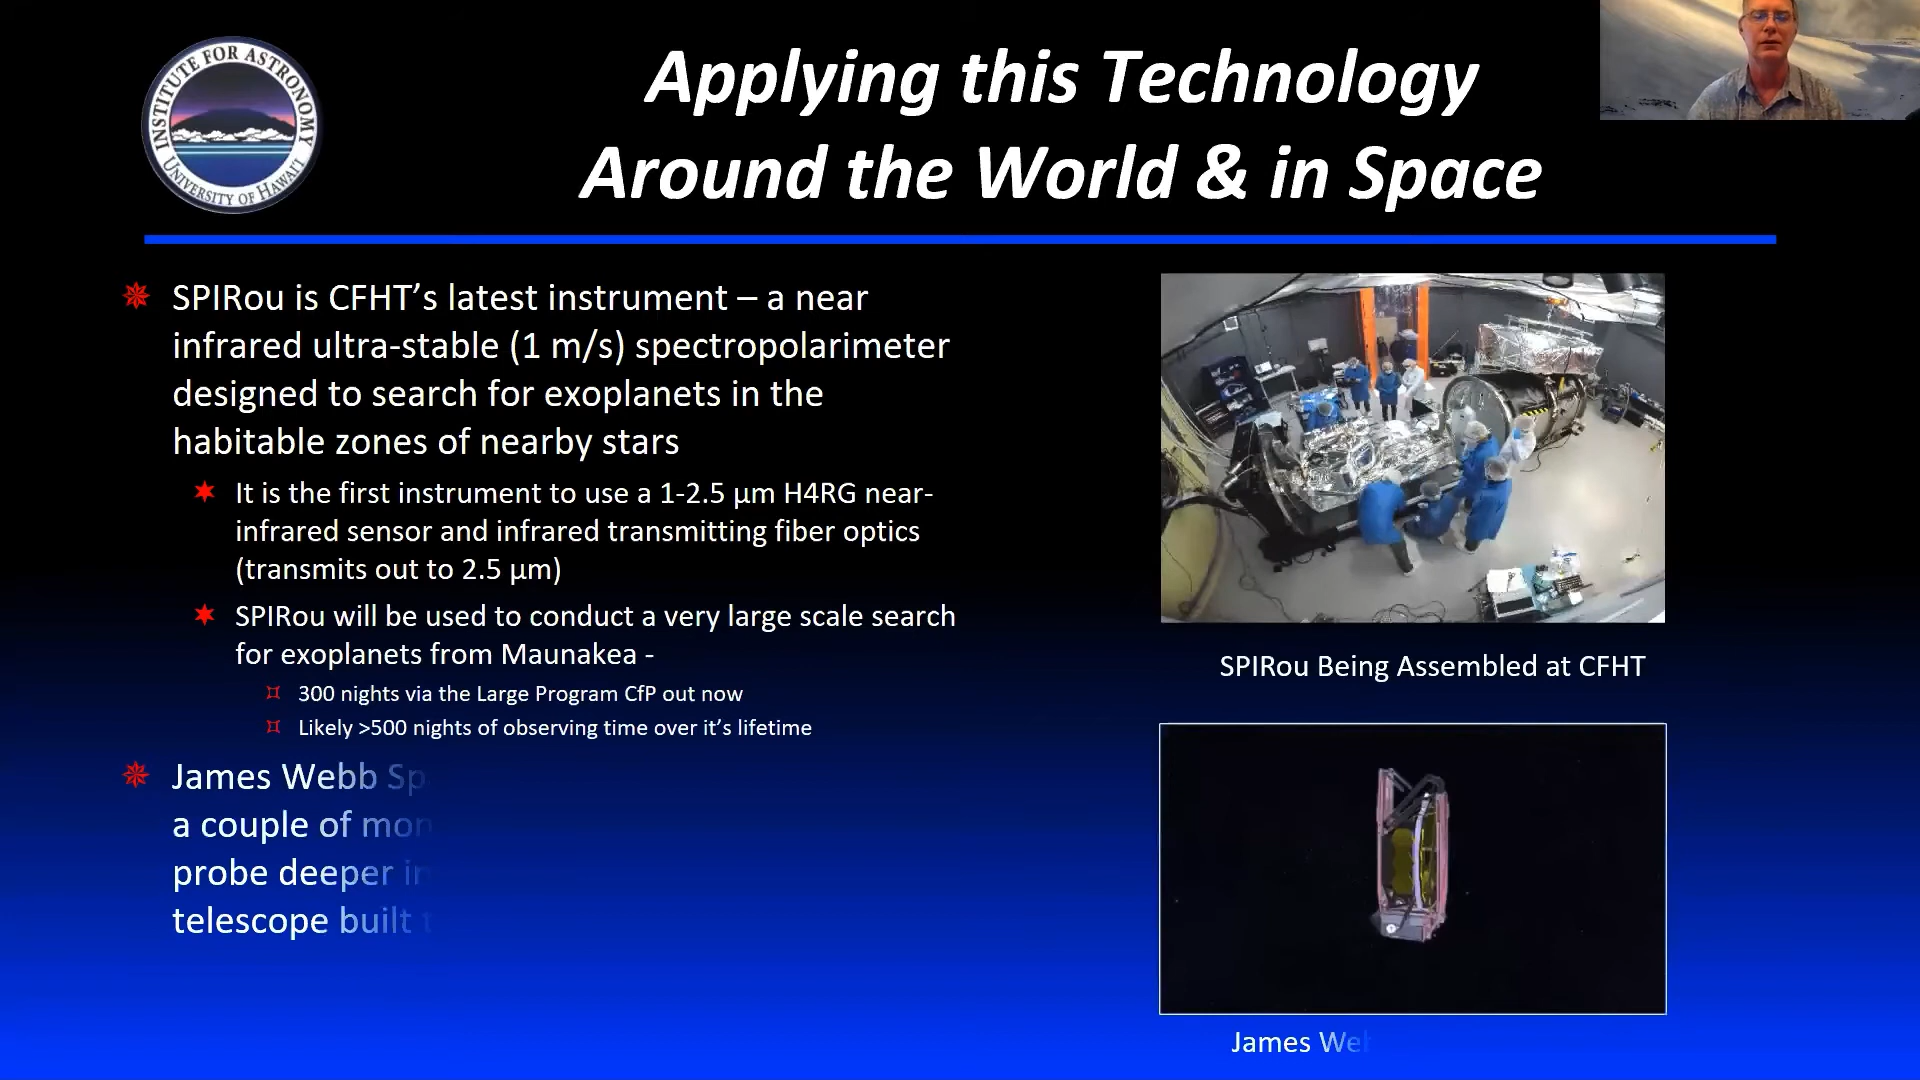 INSTITUTE FOR ASTRONOMY
UNIVERSITY OF HAWAI'I
Applying this Technology
Around the World & in Space
SPIRou is CFHT’s latest instrument – a near
infrared ultra-stable (1 m/s) spectropolarimeter
designed to search for exoplanets in the
habitable zones of nearby stars
It is the first instrument to use a 1-2.5 µm H4RG near-
infrared sensor and infrared transmitting fiber optics
(transmits out to 2.5 µm)
SPIRou will be used to conduct a very large scale search
for exoplanets from Maunakea -
300 nights via the Large Program CfP out now
Likely >500 nights of observing time over it’s lifetime
James Webb Sp
a couple of mon
probe deeper in
telescope built t
SPIRou Being Assembled at CFHT
James Web